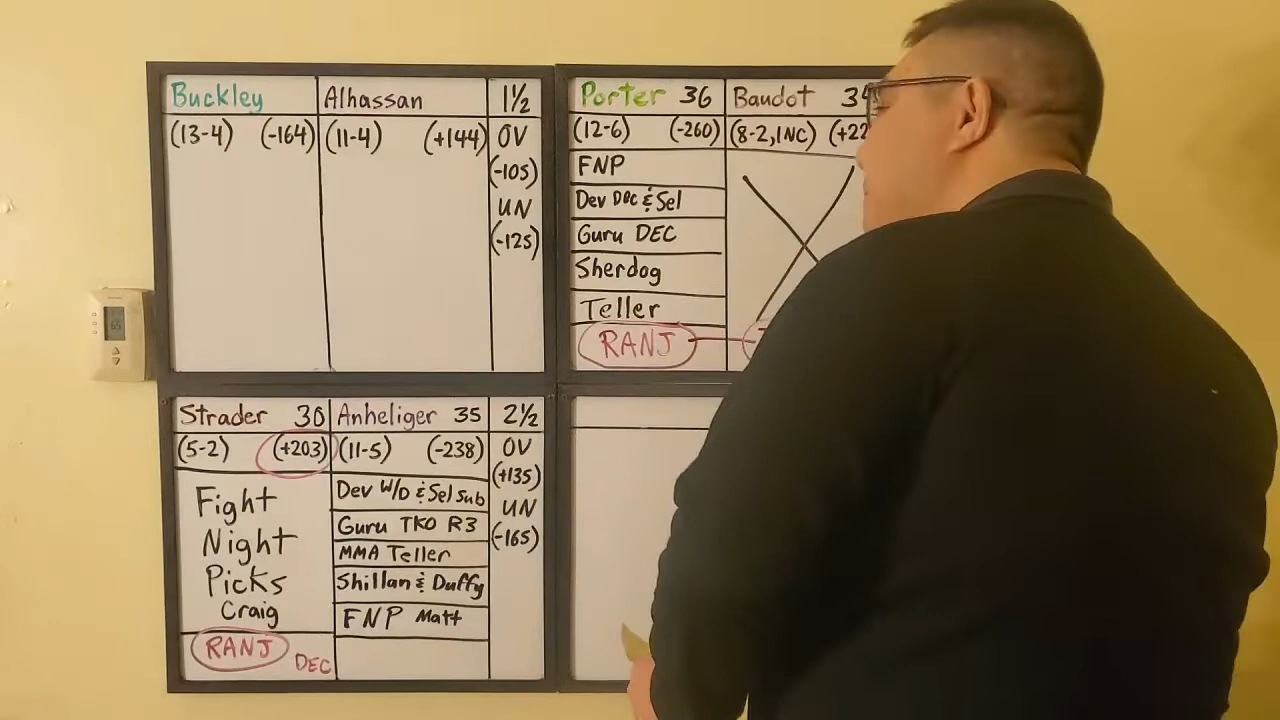 Buckley Alhassan 1½
(13-4) (-164) (11-4) (+144) OV
(-105)
UN
(-125)
Porter 36 Baudot
(12-6) (-260) (8-2,1NC)
FNP
Dev Dec & Sel
Guru DEC
Sherdog
Teller
RANJ
Strader 30 Anheliger 35 2½
(5-2) (+203) (11-5) (-238) OV
(+135)
UN
(-165)
Fight
Night
Picks
Craig
RANJ DEC
Dev W/D & Sel Sub
Guru TKO R3
MMA Teller
Shillan & Duffy
FNP Matt